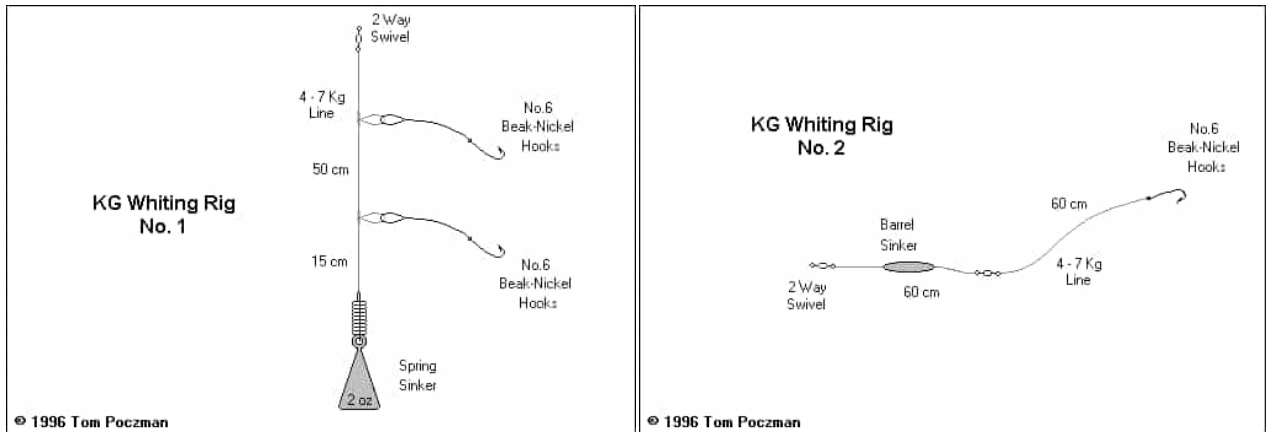 2 Way
Swivel
4 - 7 Kg
Line
No.6
Beak-Nickel
Hooks
50 cm
KG Whiting Rig
No. 1
15 cm
No.6
Beak-Nickel
Hooks
Spring
Sinker
2 oz
© 1996 Tom Poczman
KG Whiting Rig
No. 2
No.6
Beak-Nickel
Hooks
60 cm
Barrel
Sinker
4 - 7 Kg
Line
2 Way
Swivel
60 cm
© 1996 Tom Poczman